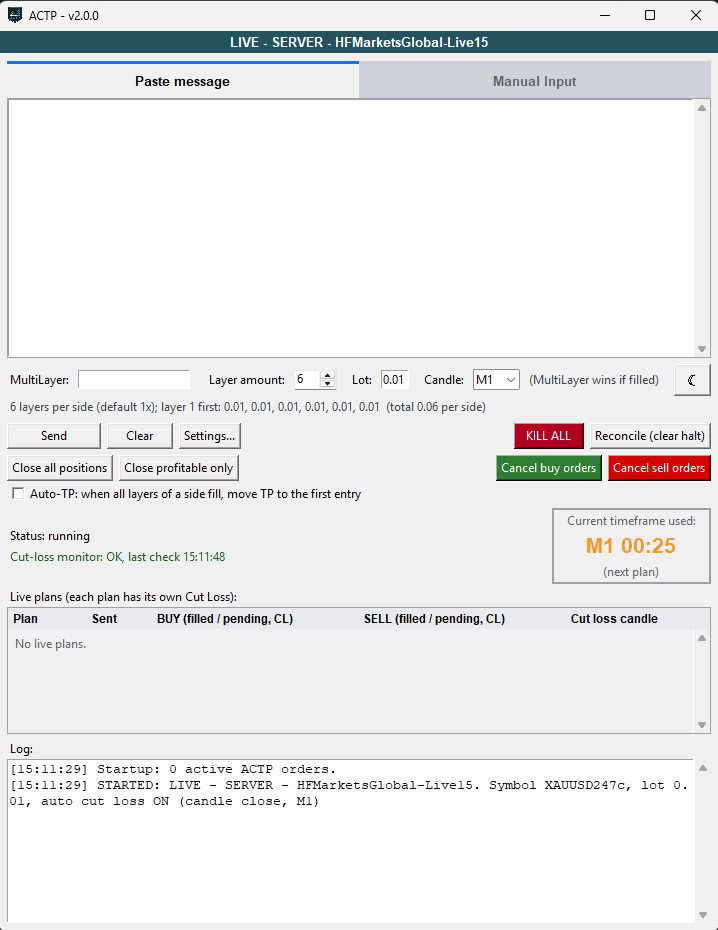 ACTP - v2.0.0
LIVE - SERVER - HFMarketsGlobal-Live15
Paste message Manual Input
MultiLayer: Layer amount: 6 Lot: 0.01 Candle: M1 (MultiLayer wins if filled)
6 layers per side (default 1x); layer 1 first: 0.01, 0.01, 0.01, 0.01, 0.01, 0.01 (total 0.06 per side)
Send Clear Settings... KILL ALL Reconcile (clear halt)
Close all positions Close profitable only Cancel buy orders Cancel sell orders
Auto-TP: when all layers of a side fill, move TP to the first entry
Current timeframe used:
Status: running
M1 00:25
Cut-loss monitor: OK, last check 15:11:48
(next plan)
Live plans (each plan has its own Cut Loss):
Plan Sent BUY (filled / pending, CL) SELL (filled / pending, CL) Cut loss candle
No live plans.
Log:
[15:11:29] Startup: 0 active ACTP orders.
[15:11:29] STARTED: LIVE - SERVER - HFMarketsGlobal-Live15. Symbol XAUUSD247c, lot 0.
01, auto cut loss ON (candle close, M1)